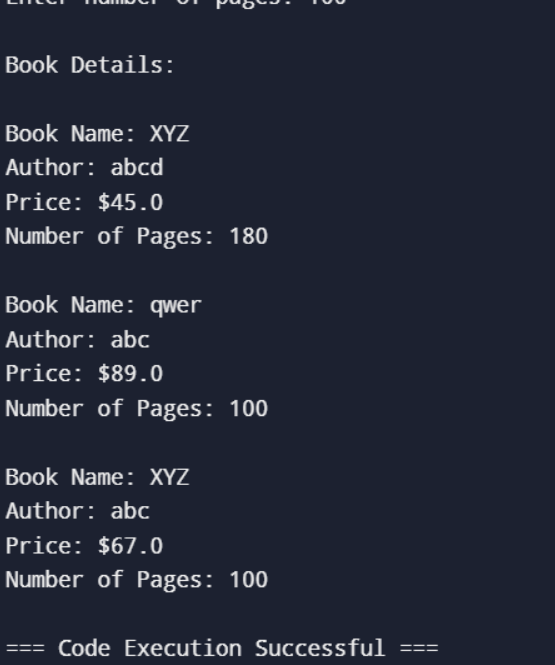 Enter number of pages: 100
Book Details:
Book Name: XYZ
Author: abcd
Price: $45.0
Number of Pages: 180
Book Name: qwer
Author: abc
Price: $89.0
Number of Pages: 100
Book Name: XYZ
Author: abc
Price: $67.0
Number of Pages: 100
=== Code Execution Successful ===